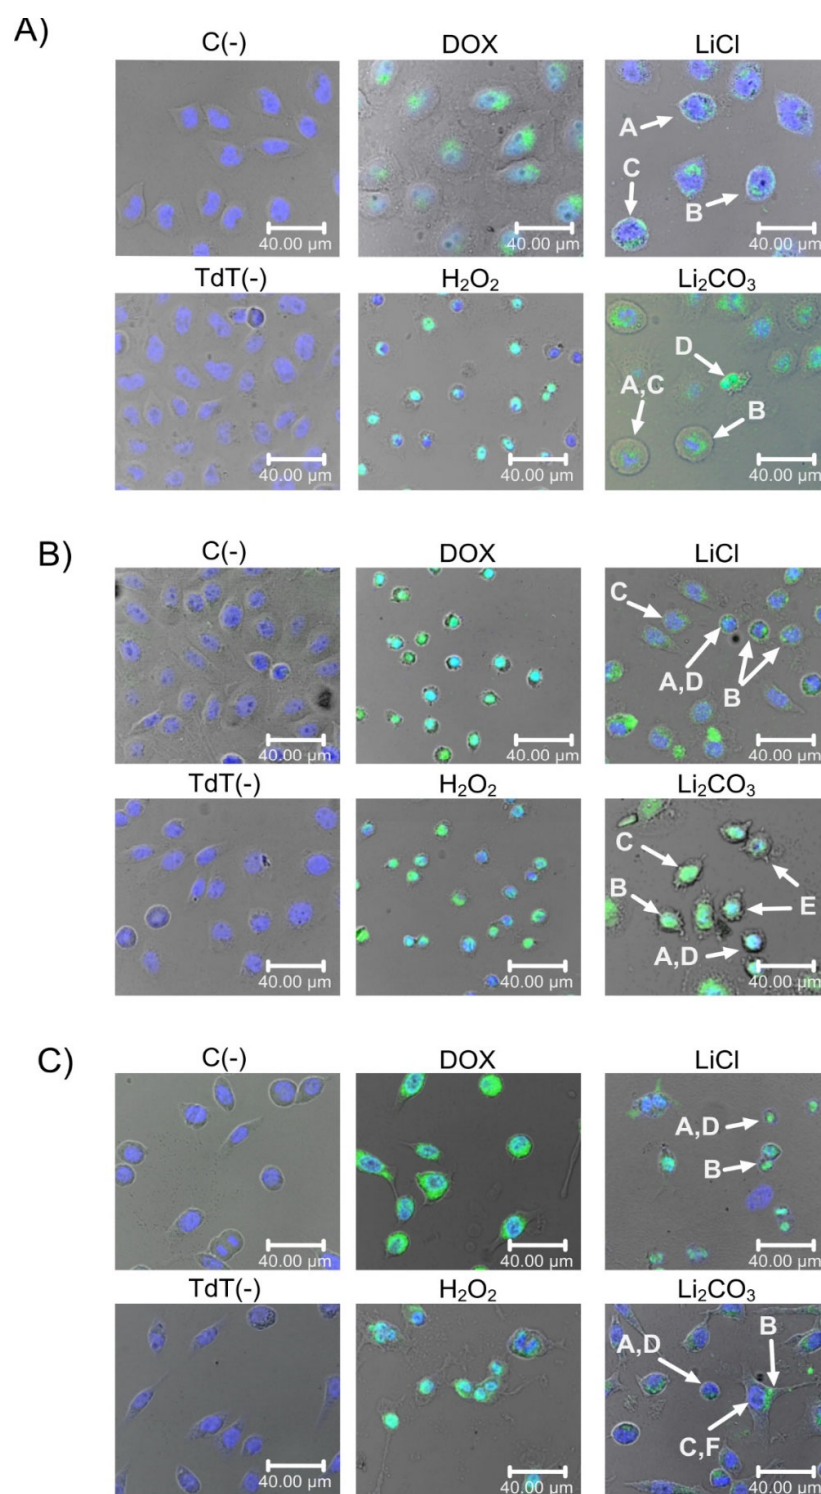 A)
C(-) DOX LiCl
A
C
B
40.00 µm 40.00 µm 40.00 µm
TdT(-) H₂O₂ Li₂CO₃
D
A,C
B
40.00 µm 40.00 µm 40.00 µm
B)
C(-) DOX LiCl
C
A,D B
40.00 µm 40.00 µm 40.00 µm
TdT(-) H₂O₂ Li₂CO₃
C
B E
A,D
40.00 µm 40.00 µm 40.00 µm
C)
C(-) DOX LiCl
A,D
B
40.00 µm 40.00 µm 40.00 µm
TdT(-) H₂O₂ Li₂CO₃
B
A,D
C,F
40.00 µm 40.00 µm 40.00 µm